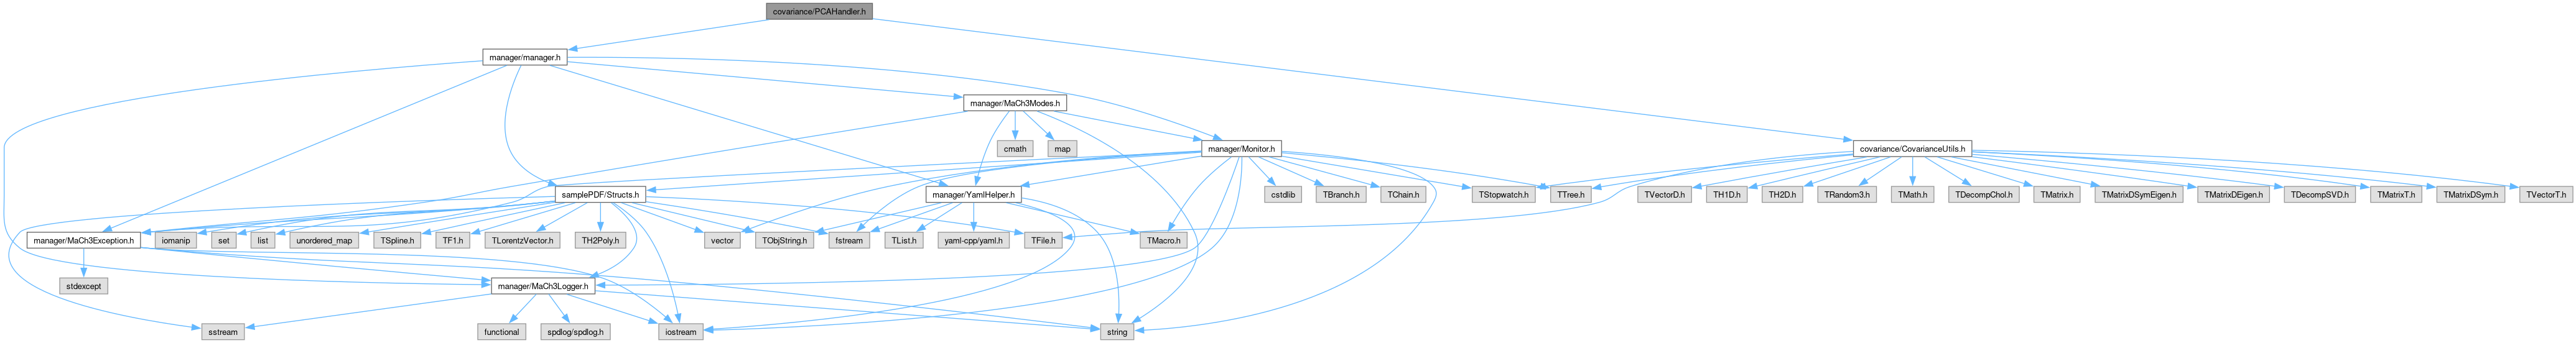 covariance/PCAHandler.h
manager/manager.h
manager/MaCh3Modes.h
cmath
map
manager/Monitor.h
covariance/CovarianceUtils.h
samplePDF/Structs.h
manager/YamlHelper.h
cstdlib
TBranch.h
TChain.h
TStopwatch.h
TTree.h
TVectorD.h
TH1D.h
TH2D.h
TRandom3.h
TMath.h
TDecompChol.h
TMatrix.h
TMatrixDSymEigen.h
TMatrixDEigen.h
TDecompSVD.h
TMatrixT.h
TMatrixDSym.h
TVectorT.h
manager/MaCh3Exception.h
iomanip
set
list
unordered_map
TSpline.h
TF1.h
TLorentzVector.h
TH2Poly.h
vector
TObjString.h
fstream
TList.h
yaml-cpp/yaml.h
TFile.h
TMacro.h
stdexcept
manager/MaCh3Logger.h
sstream
functional
spdlog/spdlog.h
iostream
string